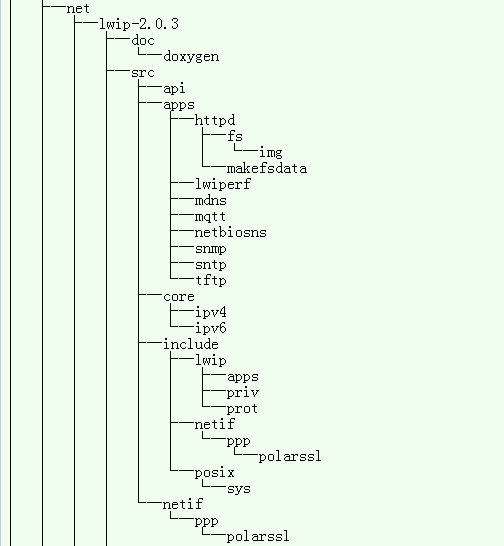 net
lwip-2.0.3
doc
doxygen
src
api
apps
httpd
fs
img
makefsdata
lwiperf
mdns
mqtt
netbiosns
snmp
sntp
tftp
core
ipv4
ipv6
include
lwip
apps
priv
prot
netif
ppp
polarssl
posix
sys
netif
ppp
polarssl